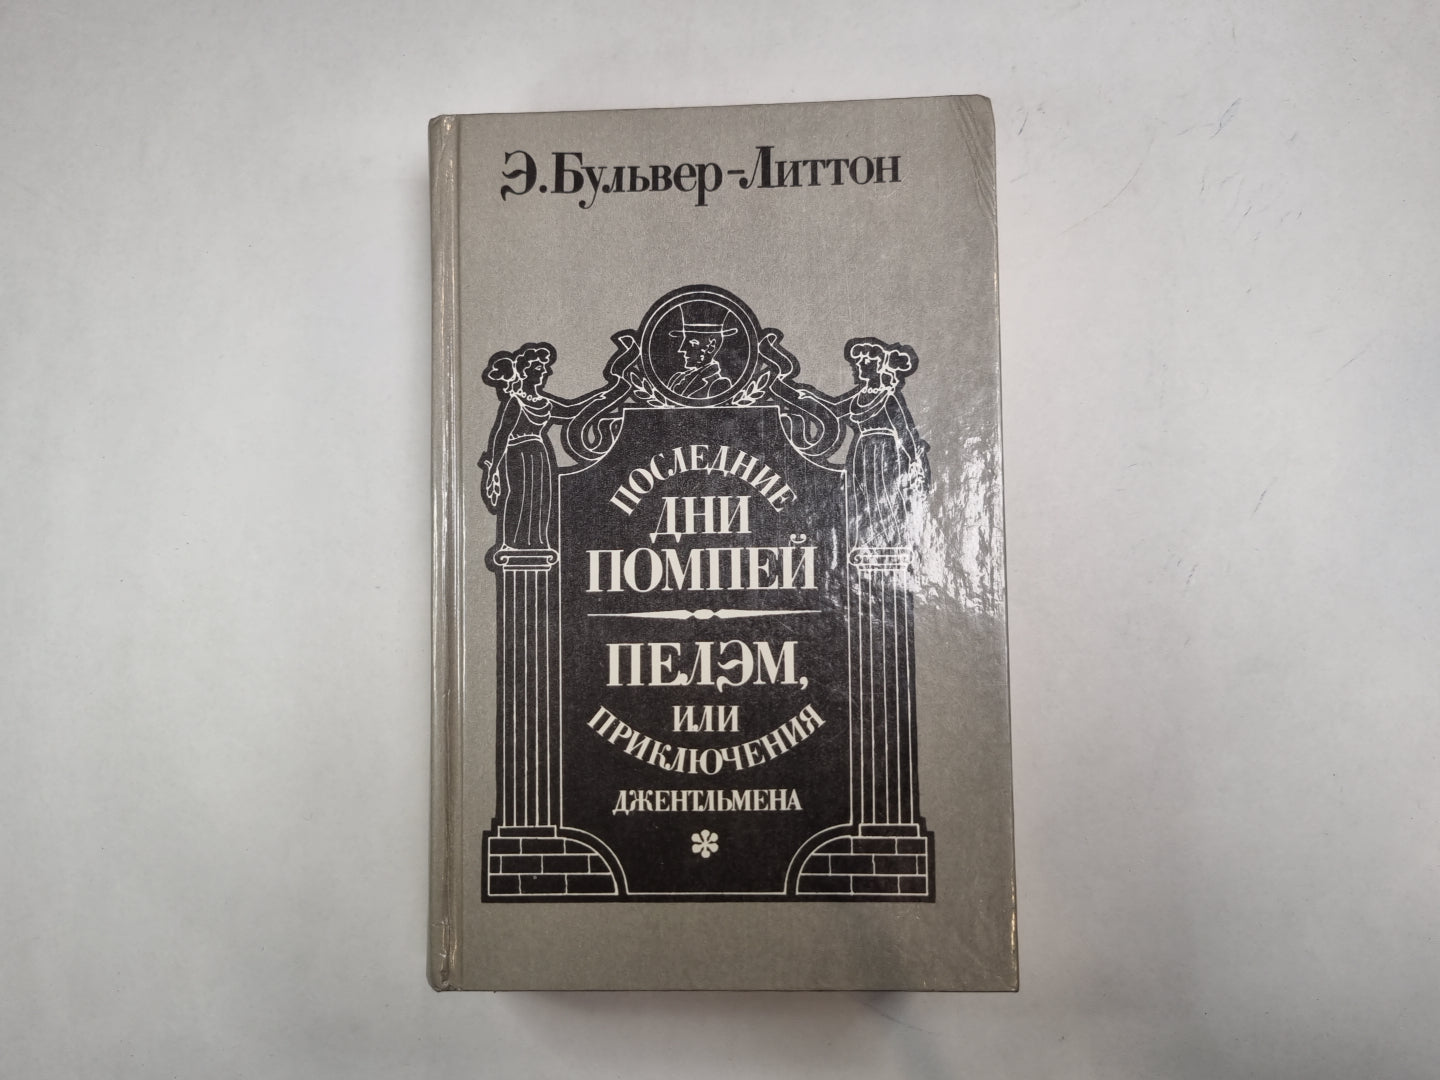 Э.Бульвер-Литтон
ПОСЛЕДНИЕ
ДНИ
ПОМПЕЙ
ПЕЛЭМ,
ИЛИ
ПРИКЛЮЧЕНИЯ
ДЖЕНТЛЬМЕНА